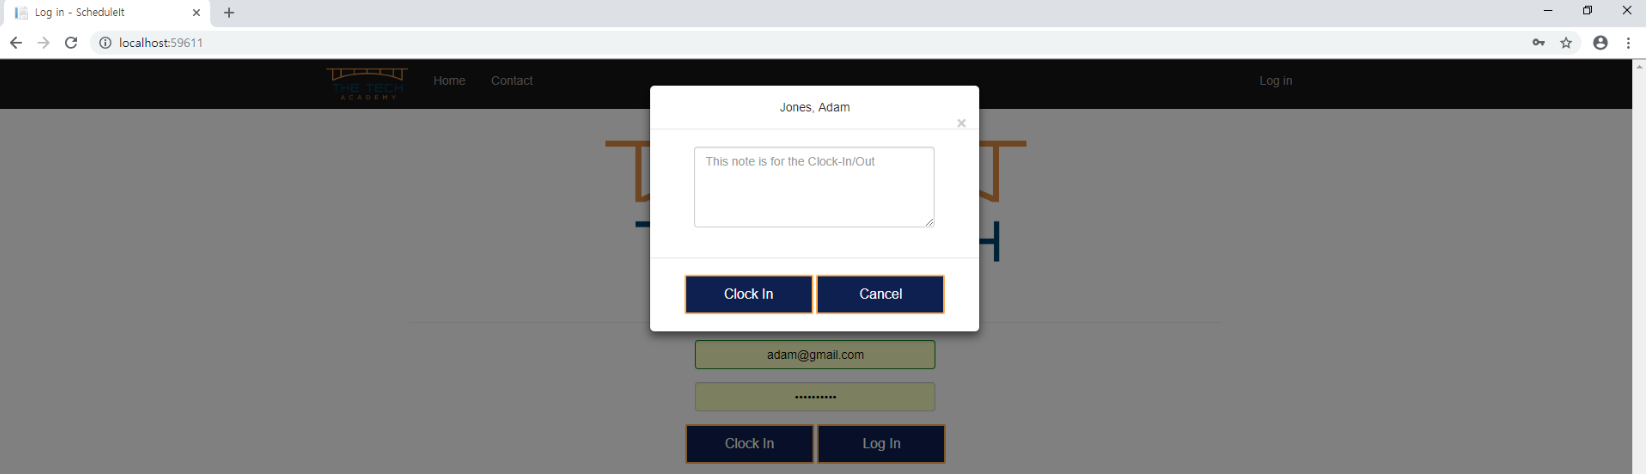 Log in - ScheduleIt
localhost:59611
THE TECH
ACADEMY
Home
Contact
Log in
Jones, Adam
×
This note is for the Clock-In/Out
Clock In
Cancel
adam@gmail.com
••••••••••
Clock In
Log In